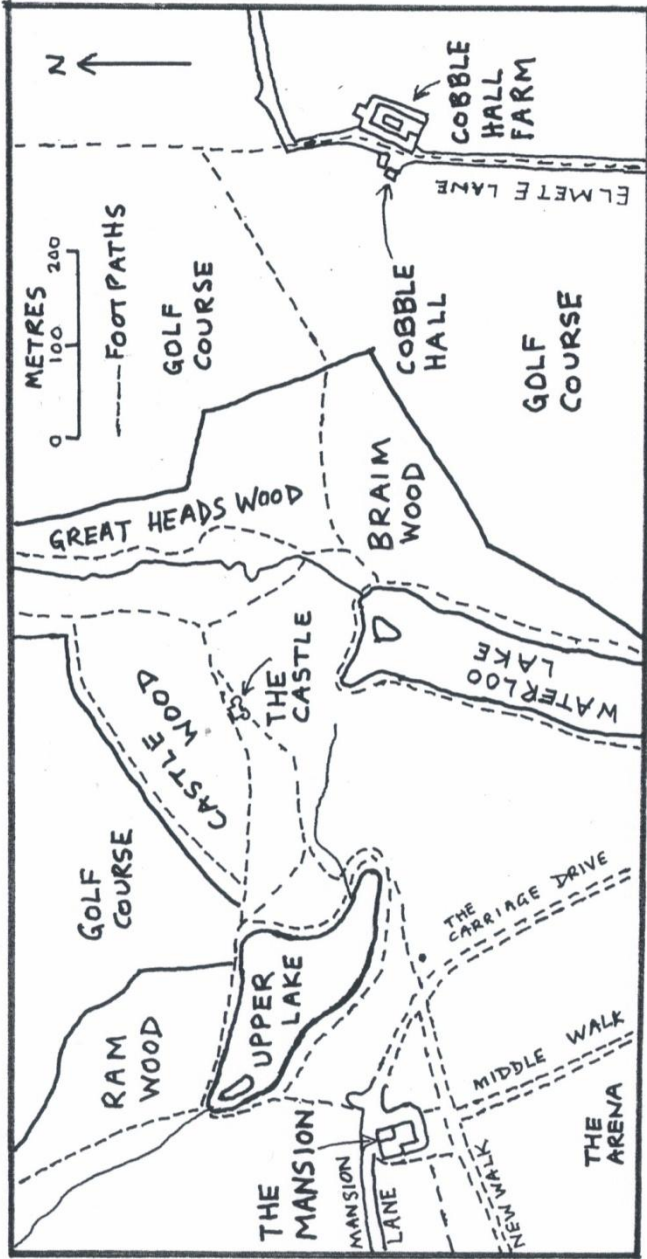 N
METRES
0 100 200
FOOTPATHS
GOLF
COURSE
RAM
WOOD
GOLF
COURSE
CASTLE WOOD
GREAT HEADS WOOD
UPPER
LAKE
THE
CASTLE
BRAIM
WOOD
COBBLE
HALL
COBBLE
HALL
FARM
THE
MANSION
MANSION
LANE
WATERLOO
LAKE
GOLF
COURSE
ELMETE LANE
THE
CARRIAGE DRIVE
MIDDLE WALK
NEW WALK
THE
ARENA